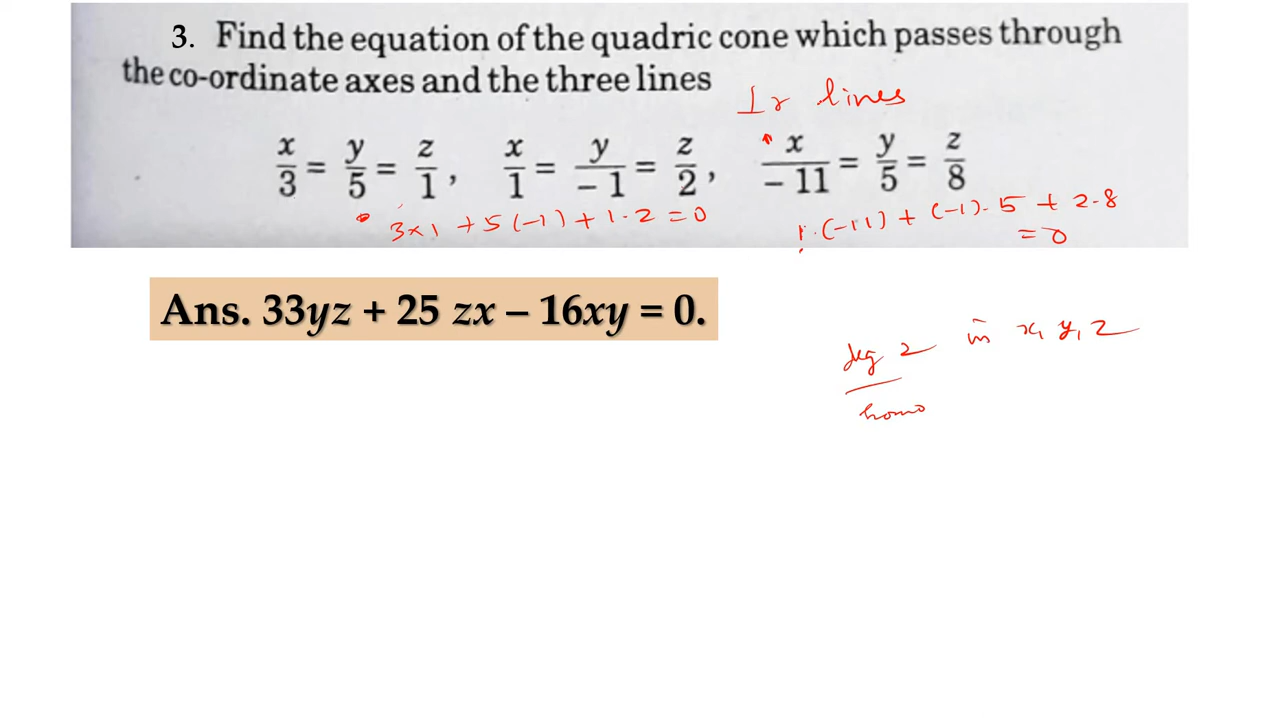 3. Find the equation of the quadric cone which passes through
the co-ordinate axes and the three lines
⊥r lines
x/3 = y/5 = z/1, x/1 = y/-1 = z/2, x/-11 = y/5 = z/8
3×1 + 5(-1) + 1·2 = 0
1·(-11) + (-1)·5 + 2·8
= 0
Ans. 33yz + 25 zx – 16xy = 0.
deg 2 in x, y, z
homo